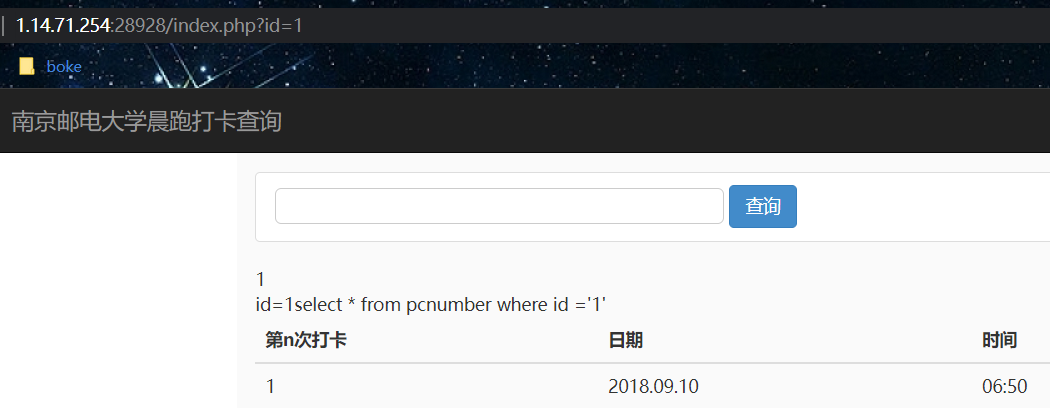 1.14.71.254:28928/index.php?id=1
boke
南京邮电大学晨跑打卡查询
查询
1
id=1select * from pcnumber where id ='1'
第n次打卡 日期 时间
1 2018.09.10 06:50